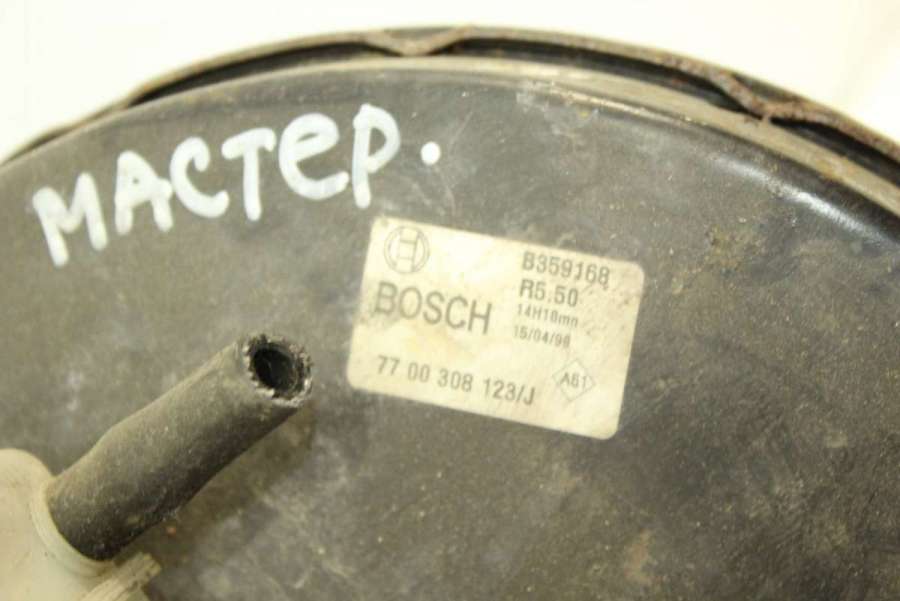 мастер.
BOSCH
B359168
R5.50
14H18mn
15/04/98
77 00 308 123/J
A61